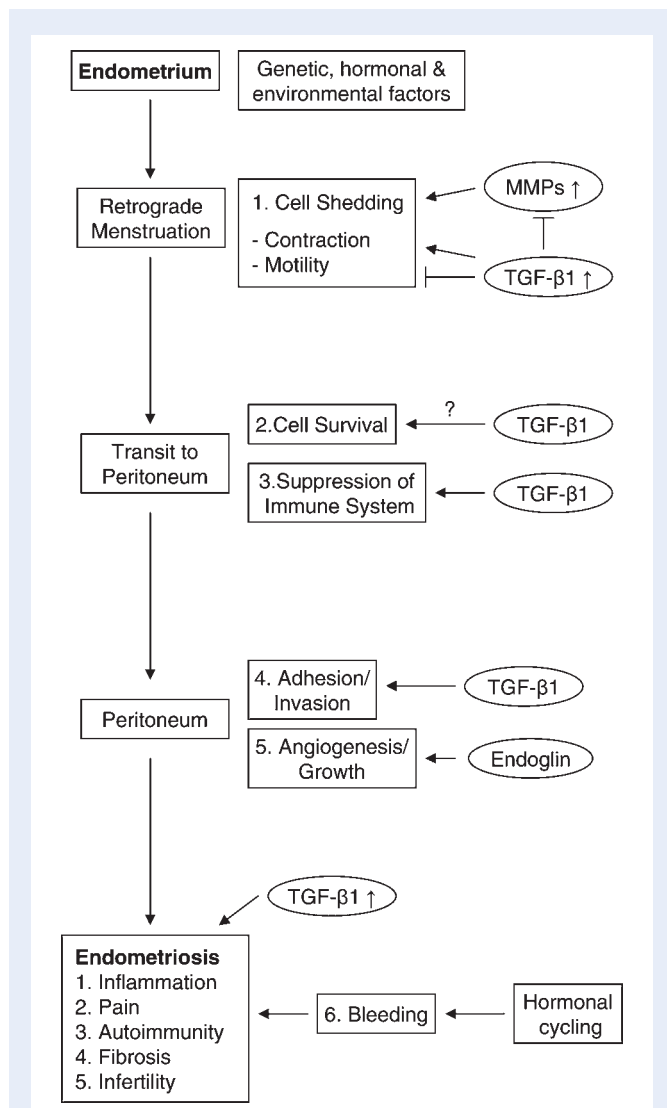 Endometrium
Genetic, hormonal &
environmental factors
Retrograde
Menstruation
1. Cell Shedding
- Contraction
- Motility
MMPs ↑
TGF-β1 ↑
Transit to
Peritoneum
2.Cell Survival
?
TGF-β1
3.Suppression of
Immune System
TGF-β1
Peritoneum
4. Adhesion/
Invasion
TGF-β1
5. Angiogenesis/
Growth
Endoglin
TGF-β1 ↑
Endometriosis
1. Inflammation
2. Pain
3. Autoimmunity
4. Fibrosis
5. Infertility
6. Bleeding
Hormonal
cycling